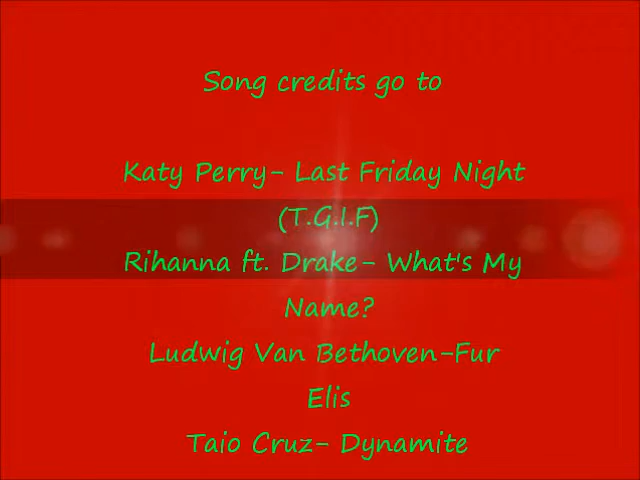 Song credits go to
Katy Perry- Last Friday Night
(T.G.I.F)
Rihanna ft. Drake- What's My
Name?
Ludwig Van Bethoven-Fur
Elis
Taio Cruz- Dynamite